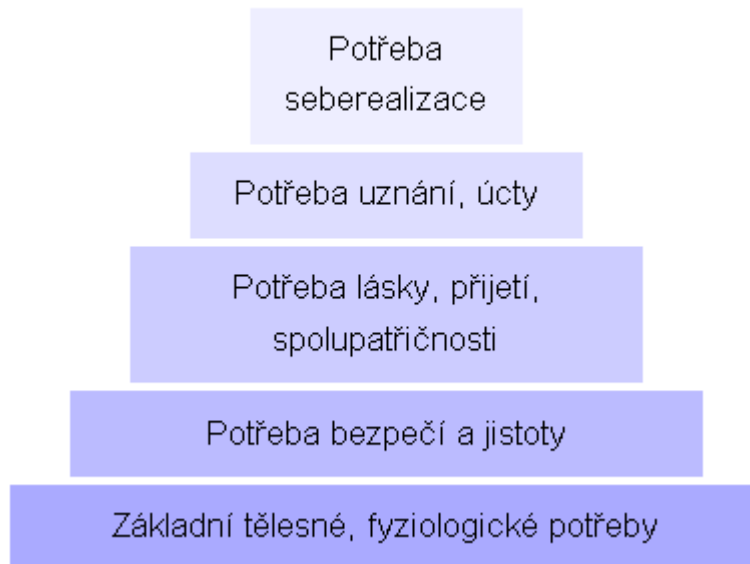 Potřeba
seberealizace
Potřeba uznání, úcty
Potřeba lásky, přijetí,
spolupatřičnosti
Potřeba bezpečí a jistoty
Základní tělesné, fyziologické potřeby